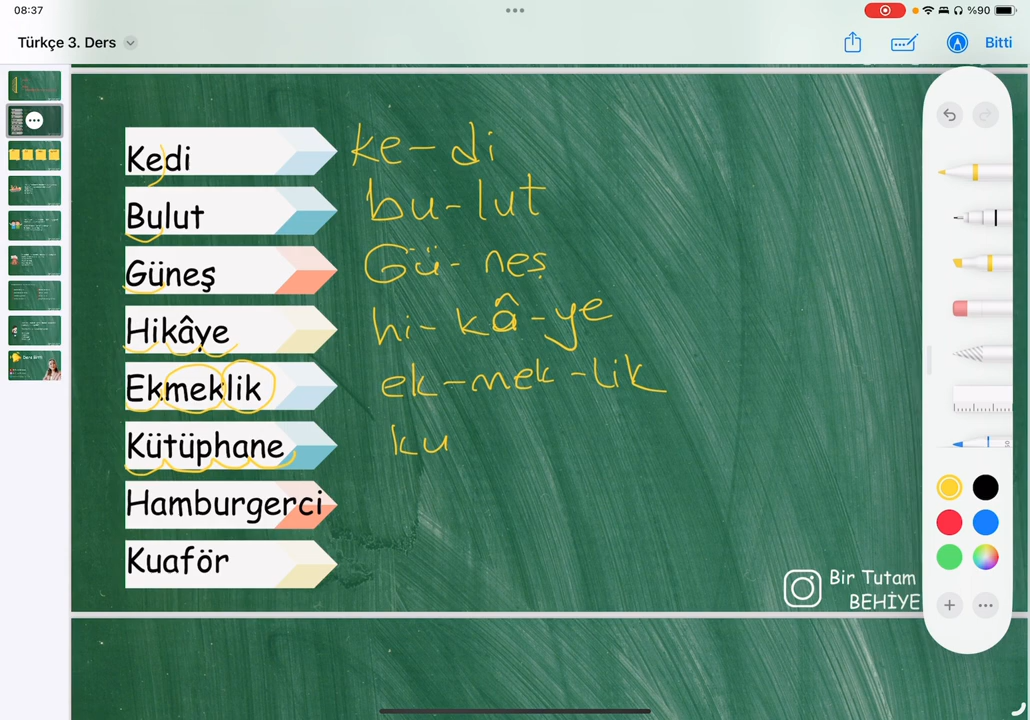 08:37
%90
Türkçe 3. Ders
Bitti
Kedi ke-di
Bulut bu-lut
Güneş Gü-neş
Hikâye hi-kâ-ye
Ekmeklik ek-mek-lik
Kütüphane ku
Hamburgerci
Kuaför
Bir Tutam
BEHİYE